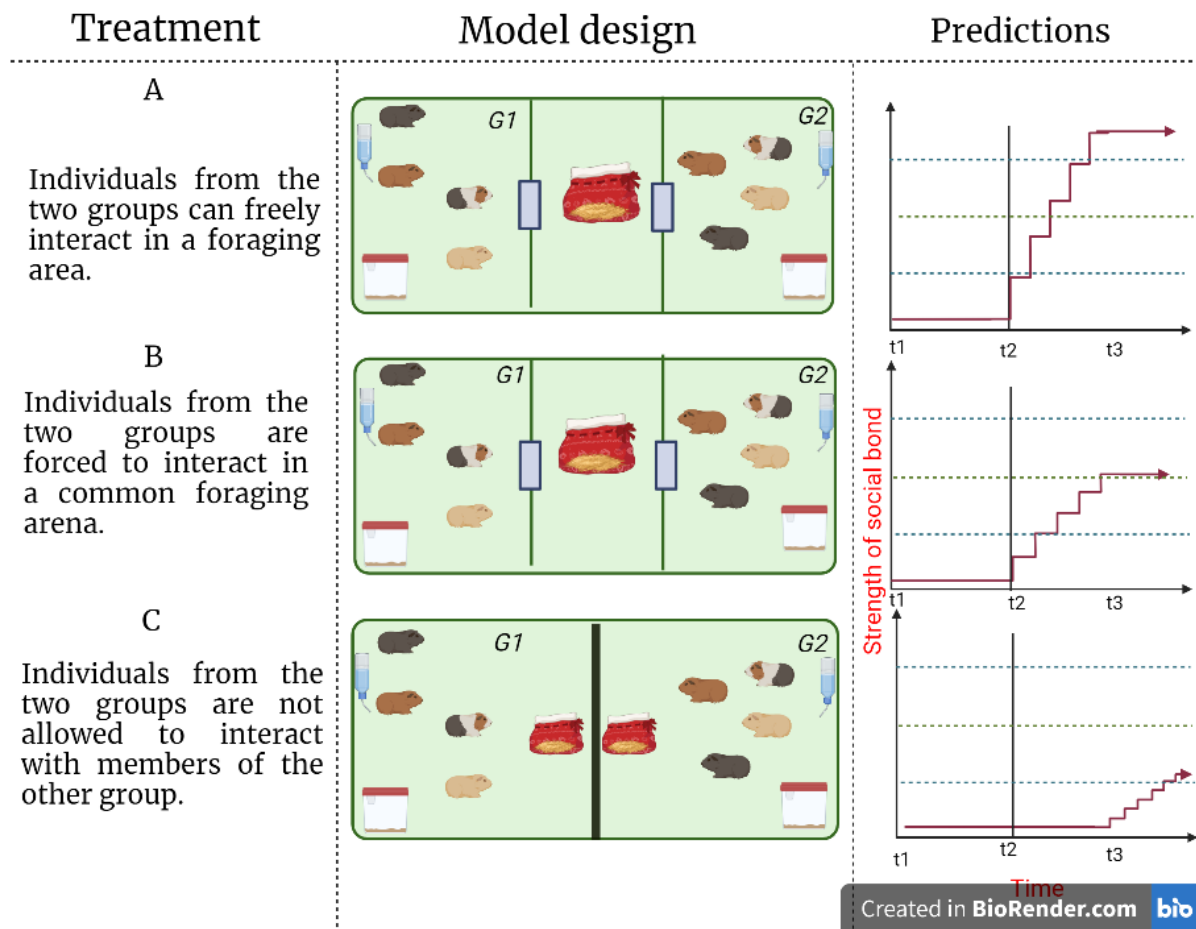 Treatment
Model design
Predictions
A
Individuals from the
two groups can freely
interact in a foraging
area.
G1
G2
t1
t2
t3
B
Individuals from the
two groups are
forced to interact in
a common foraging
arena.
G1
G2
t1
t2
t3
Strength of social bond
C
Individuals from the
two groups are not
allowed to interact
with members of the
other group.
G1
G2
t1
t2
t3
Time
Created in BioRender.com
bio